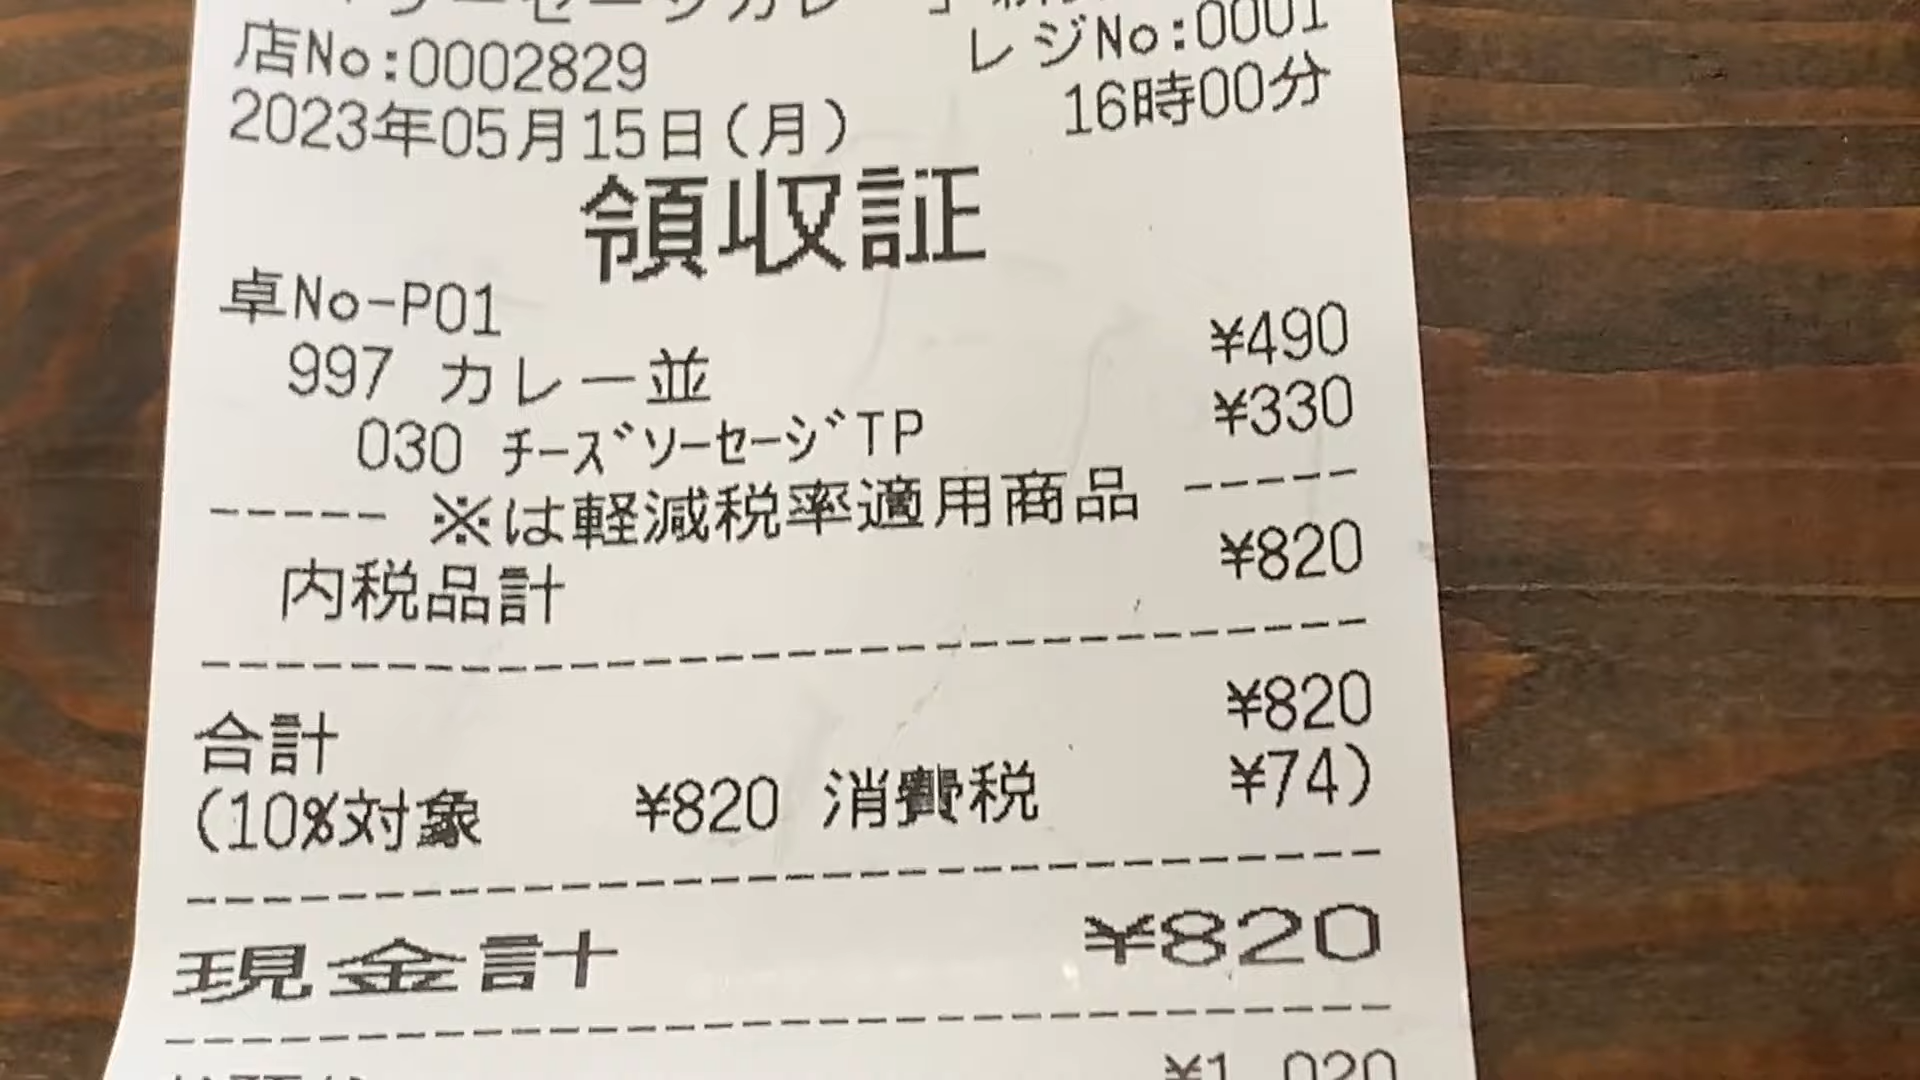 店No:0002829 レジNo:0001
2023年05月15日(月) 16時00分
領収証
卓No-P01
997 カレー並 ¥490
030 ﾁｰｽﾞｿｰｾｰｼﾞTP ¥330
----- ※は軽減税率適用商品 -----
内税品計 ¥820
合計 ¥820
(10%対象 ¥820 消費税 ¥74)
現金計 ¥820
¥1,020